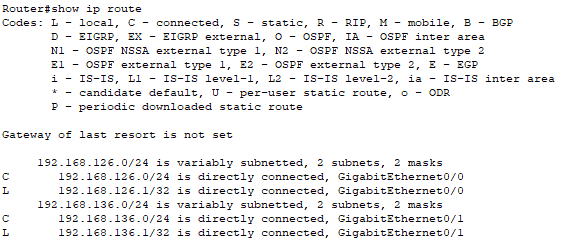 Router#show ip route
Codes: L - local, C - connected, S - static, R - RIP, M - mobile, B - BGP
D - EIGRP, EX - EIGRP external, O - OSPF, IA - OSPF inter area
N1 - OSPF NSSA external type 1, N2 - OSPF NSSA external type 2
E1 - OSPF external type 1, E2 - OSPF external type 2, E - EGP
i - IS-IS, L1 - IS-IS level-1, L2 - IS-IS level-2, ia - IS-IS inter area
* - candidate default, U - per-user static route, o - ODR
P - periodic downloaded static route
Gateway of last resort is not set
192.168.126.0/24 is variably subnetted, 2 subnets, 2 masks
C 192.168.126.0/24 is directly connected, GigabitEthernet0/0
L 192.168.126.1/32 is directly connected, GigabitEthernet0/0
192.168.136.0/24 is variably subnetted, 2 subnets, 2 masks
C 192.168.136.0/24 is directly connected, GigabitEthernet0/1
L 192.168.136.1/32 is directly connected, GigabitEthernet0/1